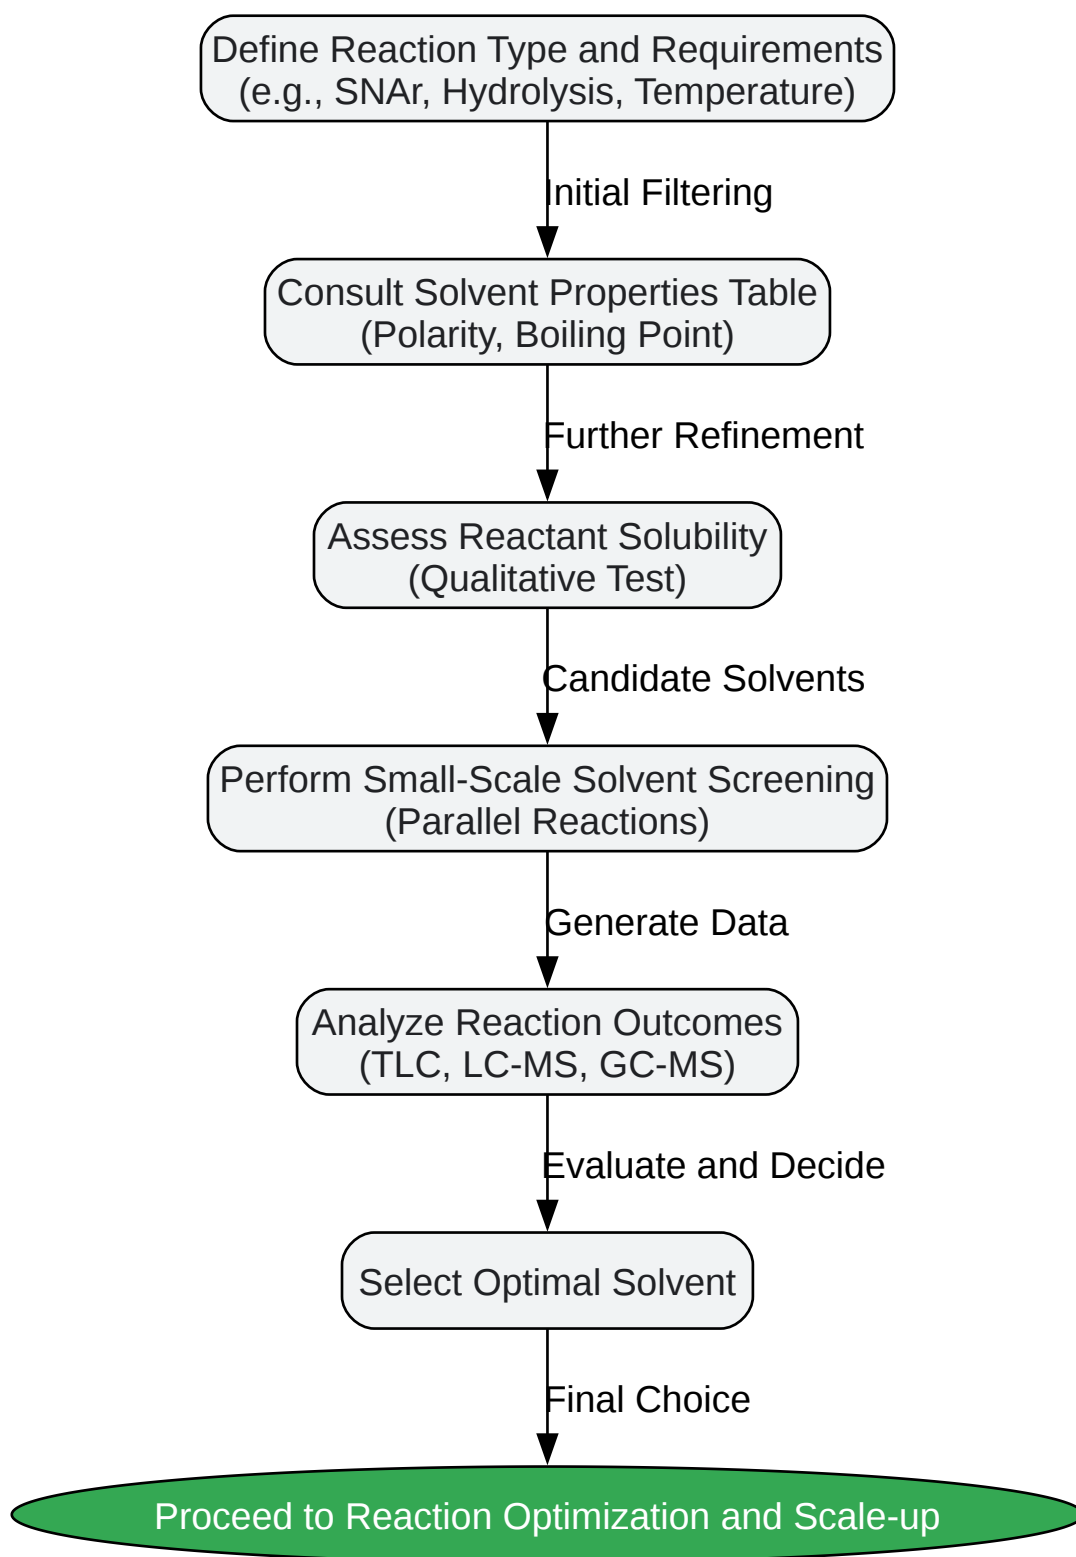 Define Reaction Type and Requirements
(e.g., SNAr, Hydrolysis, Temperature)
Initial Filtering
Consult Solvent Properties Table
(Polarity, Boiling Point)
Further Refinement
Assess Reactant Solubility
(Qualitative Test)
Candidate Solvents
Perform Small-Scale Solvent Screening
(Parallel Reactions)
Generate Data
Analyze Reaction Outcomes
(TLC, LC-MS, GC-MS)
Evaluate and Decide
Select Optimal Solvent
Final Choice
Proceed to Reaction Optimization and Scale-up